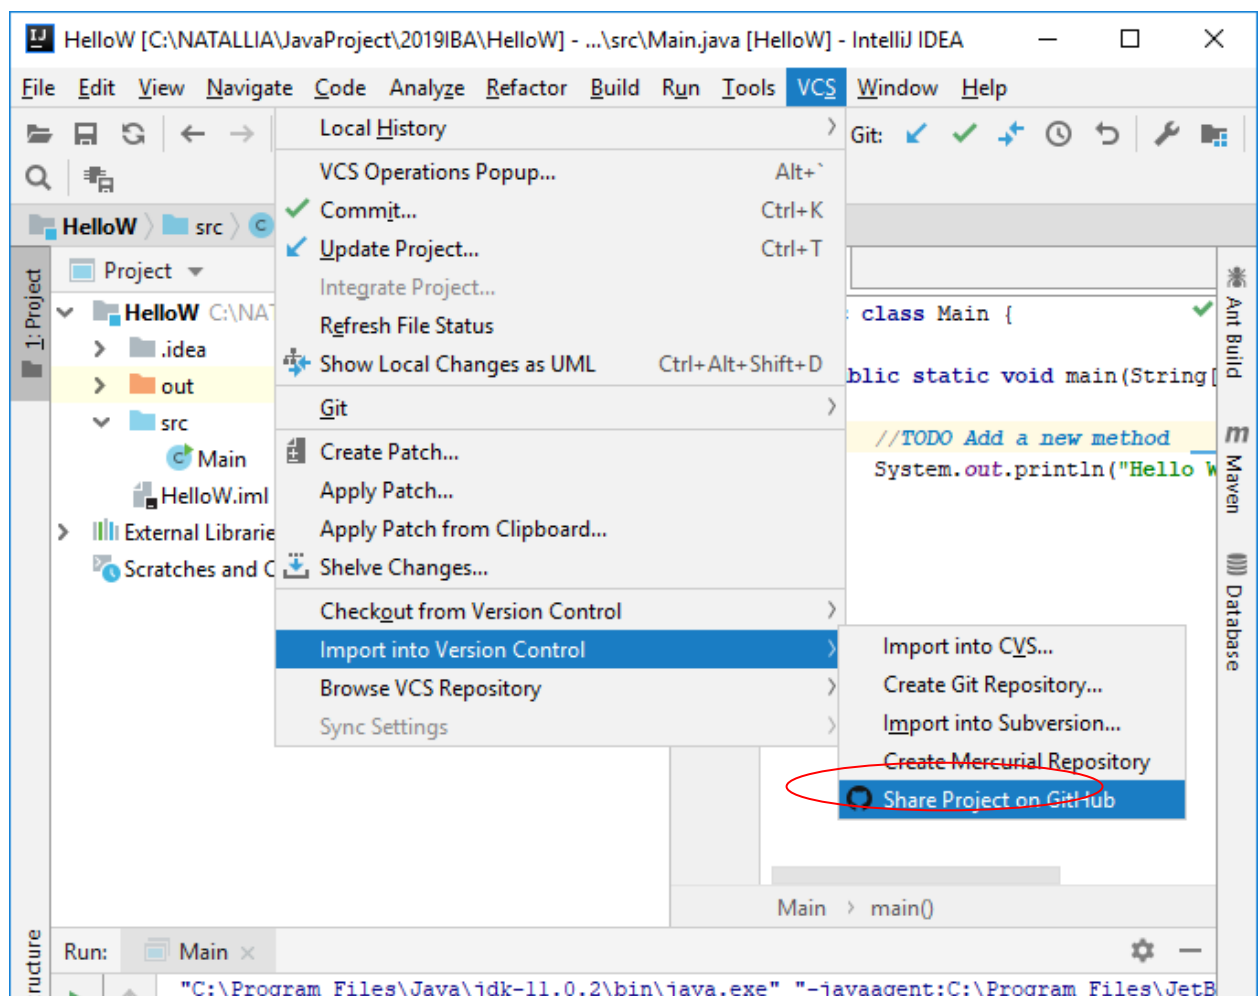 HelloW [C:\NATALLIA\JavaProject\2019IBA\HelloW] - ...\src\Main.java [HelloW] - IntelliJ IDEA
File Edit View Navigate Code Analyze Refactor Build Run Tools VCS Window Help
Git:
HelloW src
Project
1: Project
HelloW C:\NAT
.idea
out
src
Main
HelloW.iml
External Librarie
Scratches and C
Local History
VCS Operations Popup... Alt+`
Commit... Ctrl+K
Update Project... Ctrl+T
Integrate Project...
Refresh File Status
Show Local Changes as UML Ctrl+Alt+Shift+D
Git
Create Patch...
Apply Patch...
Apply Patch from Clipboard...
Shelve Changes...
Checkout from Version Control
Import into Version Control
Browse VCS Repository
Sync Settings
Import into CVS...
Create Git Repository...
Import into Subversion...
Create Mercurial Repository
Share Project on GitHub
class Main {
blic static void main(String[
//TODO Add a new method
System.out.println("Hello W
Ant Build
Maven
Database
Main > main()
ructure
Run: Main
"C:\Program Files\Java\jdk-11.0.2\bin\java.exe" "-javaagent:C:\Program Files\JetB